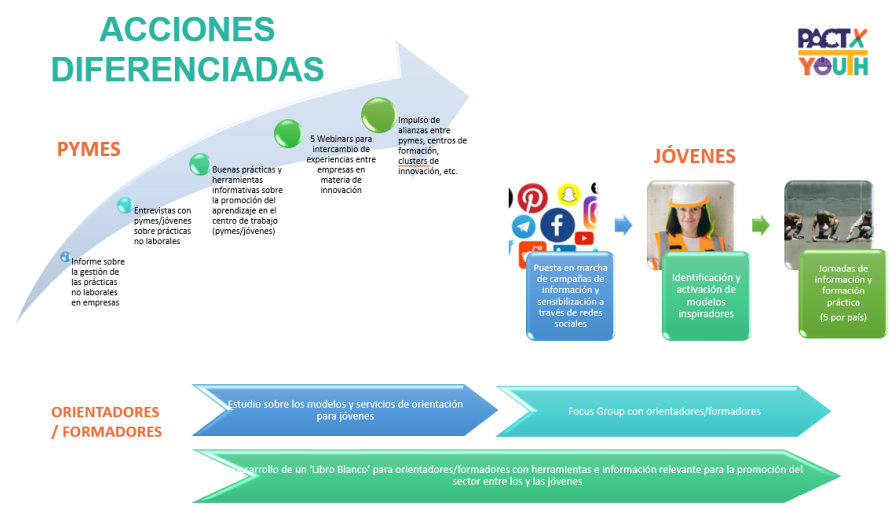 ACCIONES
DIFERENCIADAS
PACTX
YOUTH
PYMES
Informe sobre
la gestión de
las prácticas
no laborales
en empresas
Entrevistas con
pymes/jóvenes
sobre prácticas
no laborales
Buenas prácticas y
herramientas
informativas sobre
la promoción del
aprendizaje en el
centro de trabajo
(pymes/jóvenes)
5 Webinars para
intercambio de
experiencias entre
empresas en
materia de
innovación
Impulso de
alianzas entre
pymes, centros de
formación,
clusters de
innovación, etc.
JÓVENES
Puesta en marcha
de campañas de
información y
sensibilización a
través de redes
sociales
Identificación y
activación de
modelos
inspiradores
Jornadas de
información y
formación
práctica
(5 por país)
ORIENTADORES
/ FORMADORES
Estudio sobre los modelos y servicios de orientación
para jóvenes
Focus Group con orientadores/formadores
sarrollo de un 'Libro Blanco' para orientadores/formadores con herramientas e información relevante para la promoción del
sector entre los y las jóvenes